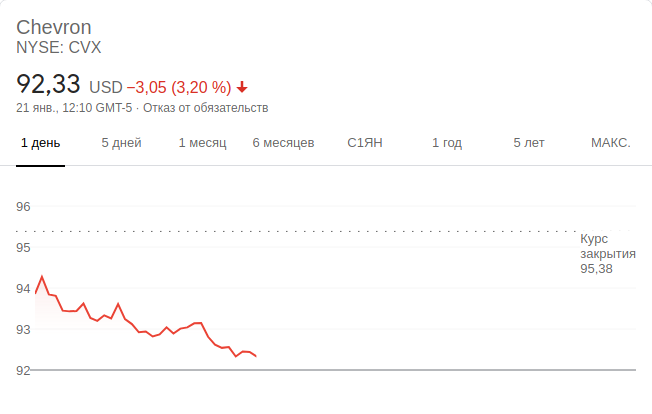 Chevron
NYSE: CVX
92,33 USD −3,05 (3,20 %)
21 янв., 12:10 GMT-5 · Отказ от обязательств
1 день 5 дней 1 месяц 6 месяцев С1ЯН 1 год 5 лет МАКС.
96
95
94
93
92
Курс
закрытия
95,38